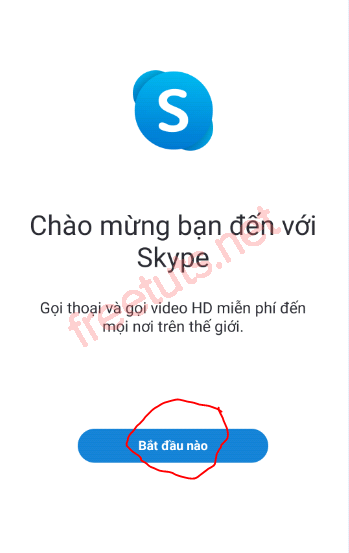 S
Chào mừng bạn đến với
Skype
Gọi thoại và gọi video HD miễn phí đến
mọi nơi trên thế giới.
freetuts.net
Bắt đầu nào